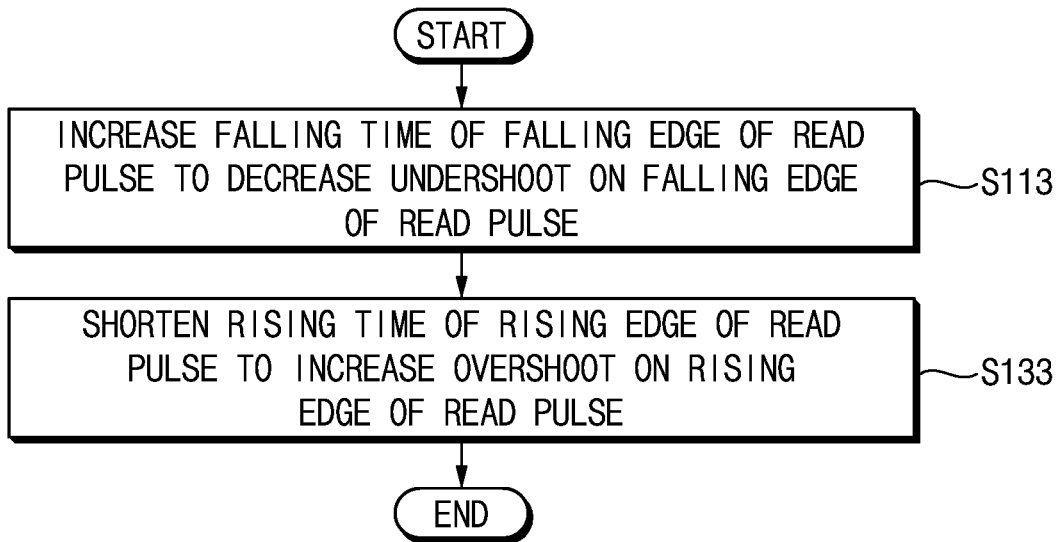 START
INCREASE FALLING TIME OF FALLING EDGE OF READ
PULSE TO DECREASE UNDERSHOOT ON FALLING EDGE
OF READ PULSE
S113
SHORTEN RISING TIME OF RISING EDGE OF READ
PULSE TO INCREASE OVERSHOOT ON RISING
EDGE OF READ PULSE
S133
END